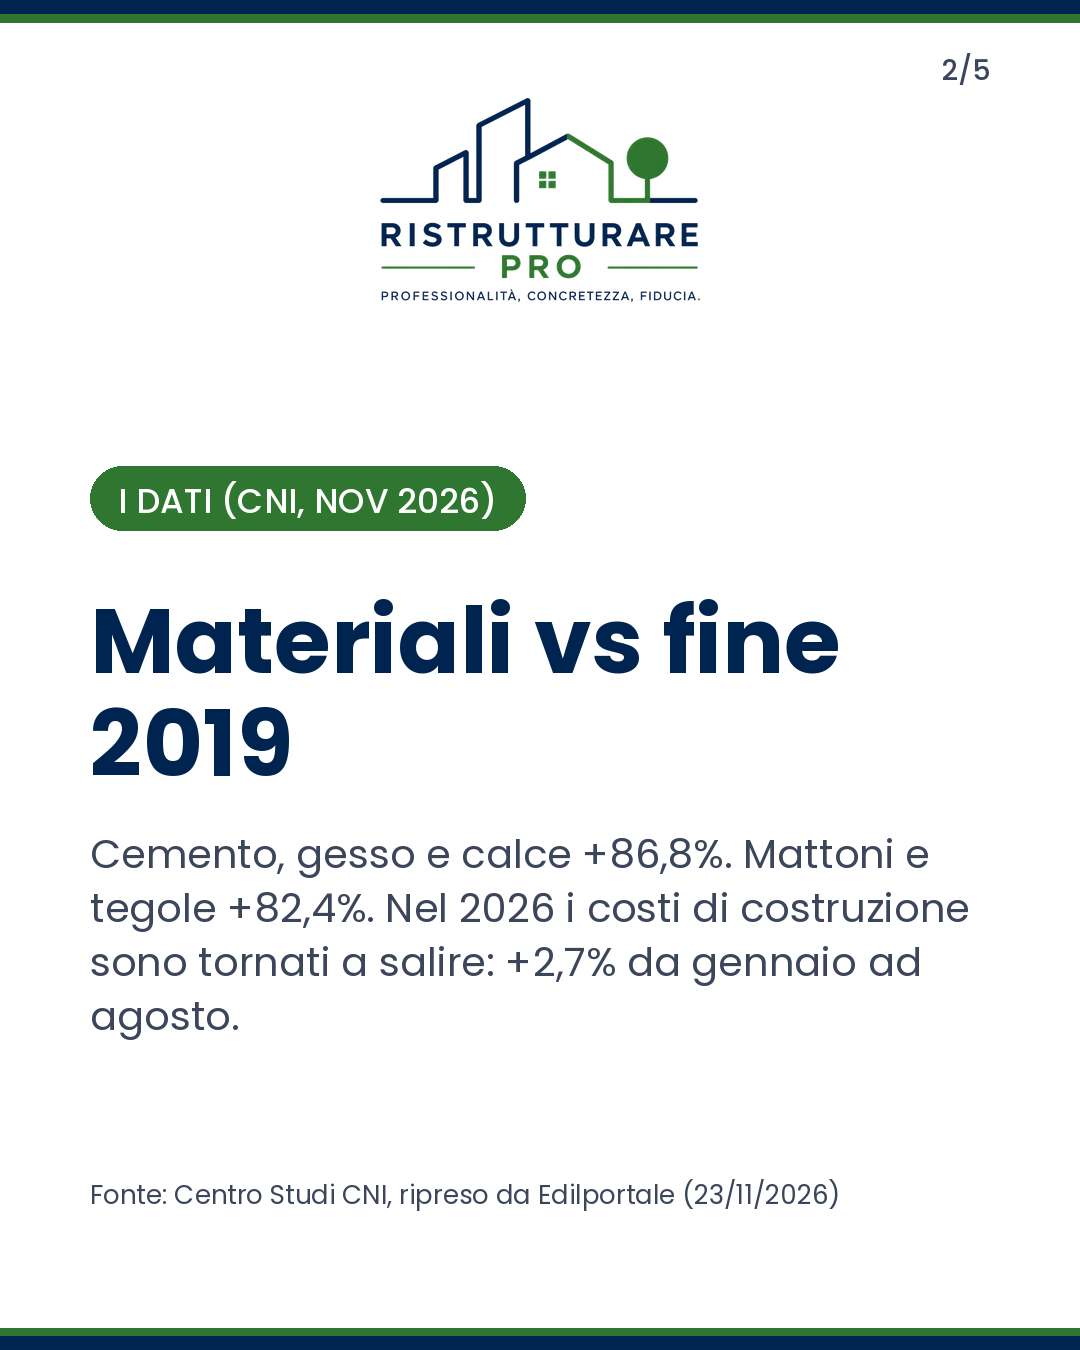 2/5
RISTRUTTURARE
PRO
PROFESSIONALITÀ, CONCRETEZZA, FIDUCIA.
I DATI (CNI, NOV 2026)
Materiali vs fine
2019
Cemento, gesso e calce +86,8%. Mattoni e
tegole +82,4%. Nel 2026 i costi di costruzione
sono tornati a salire: +2,7% da gennaio ad
agosto.
Fonte: Centro Studi CNI, ripreso da Edilportale (23/11/2026)